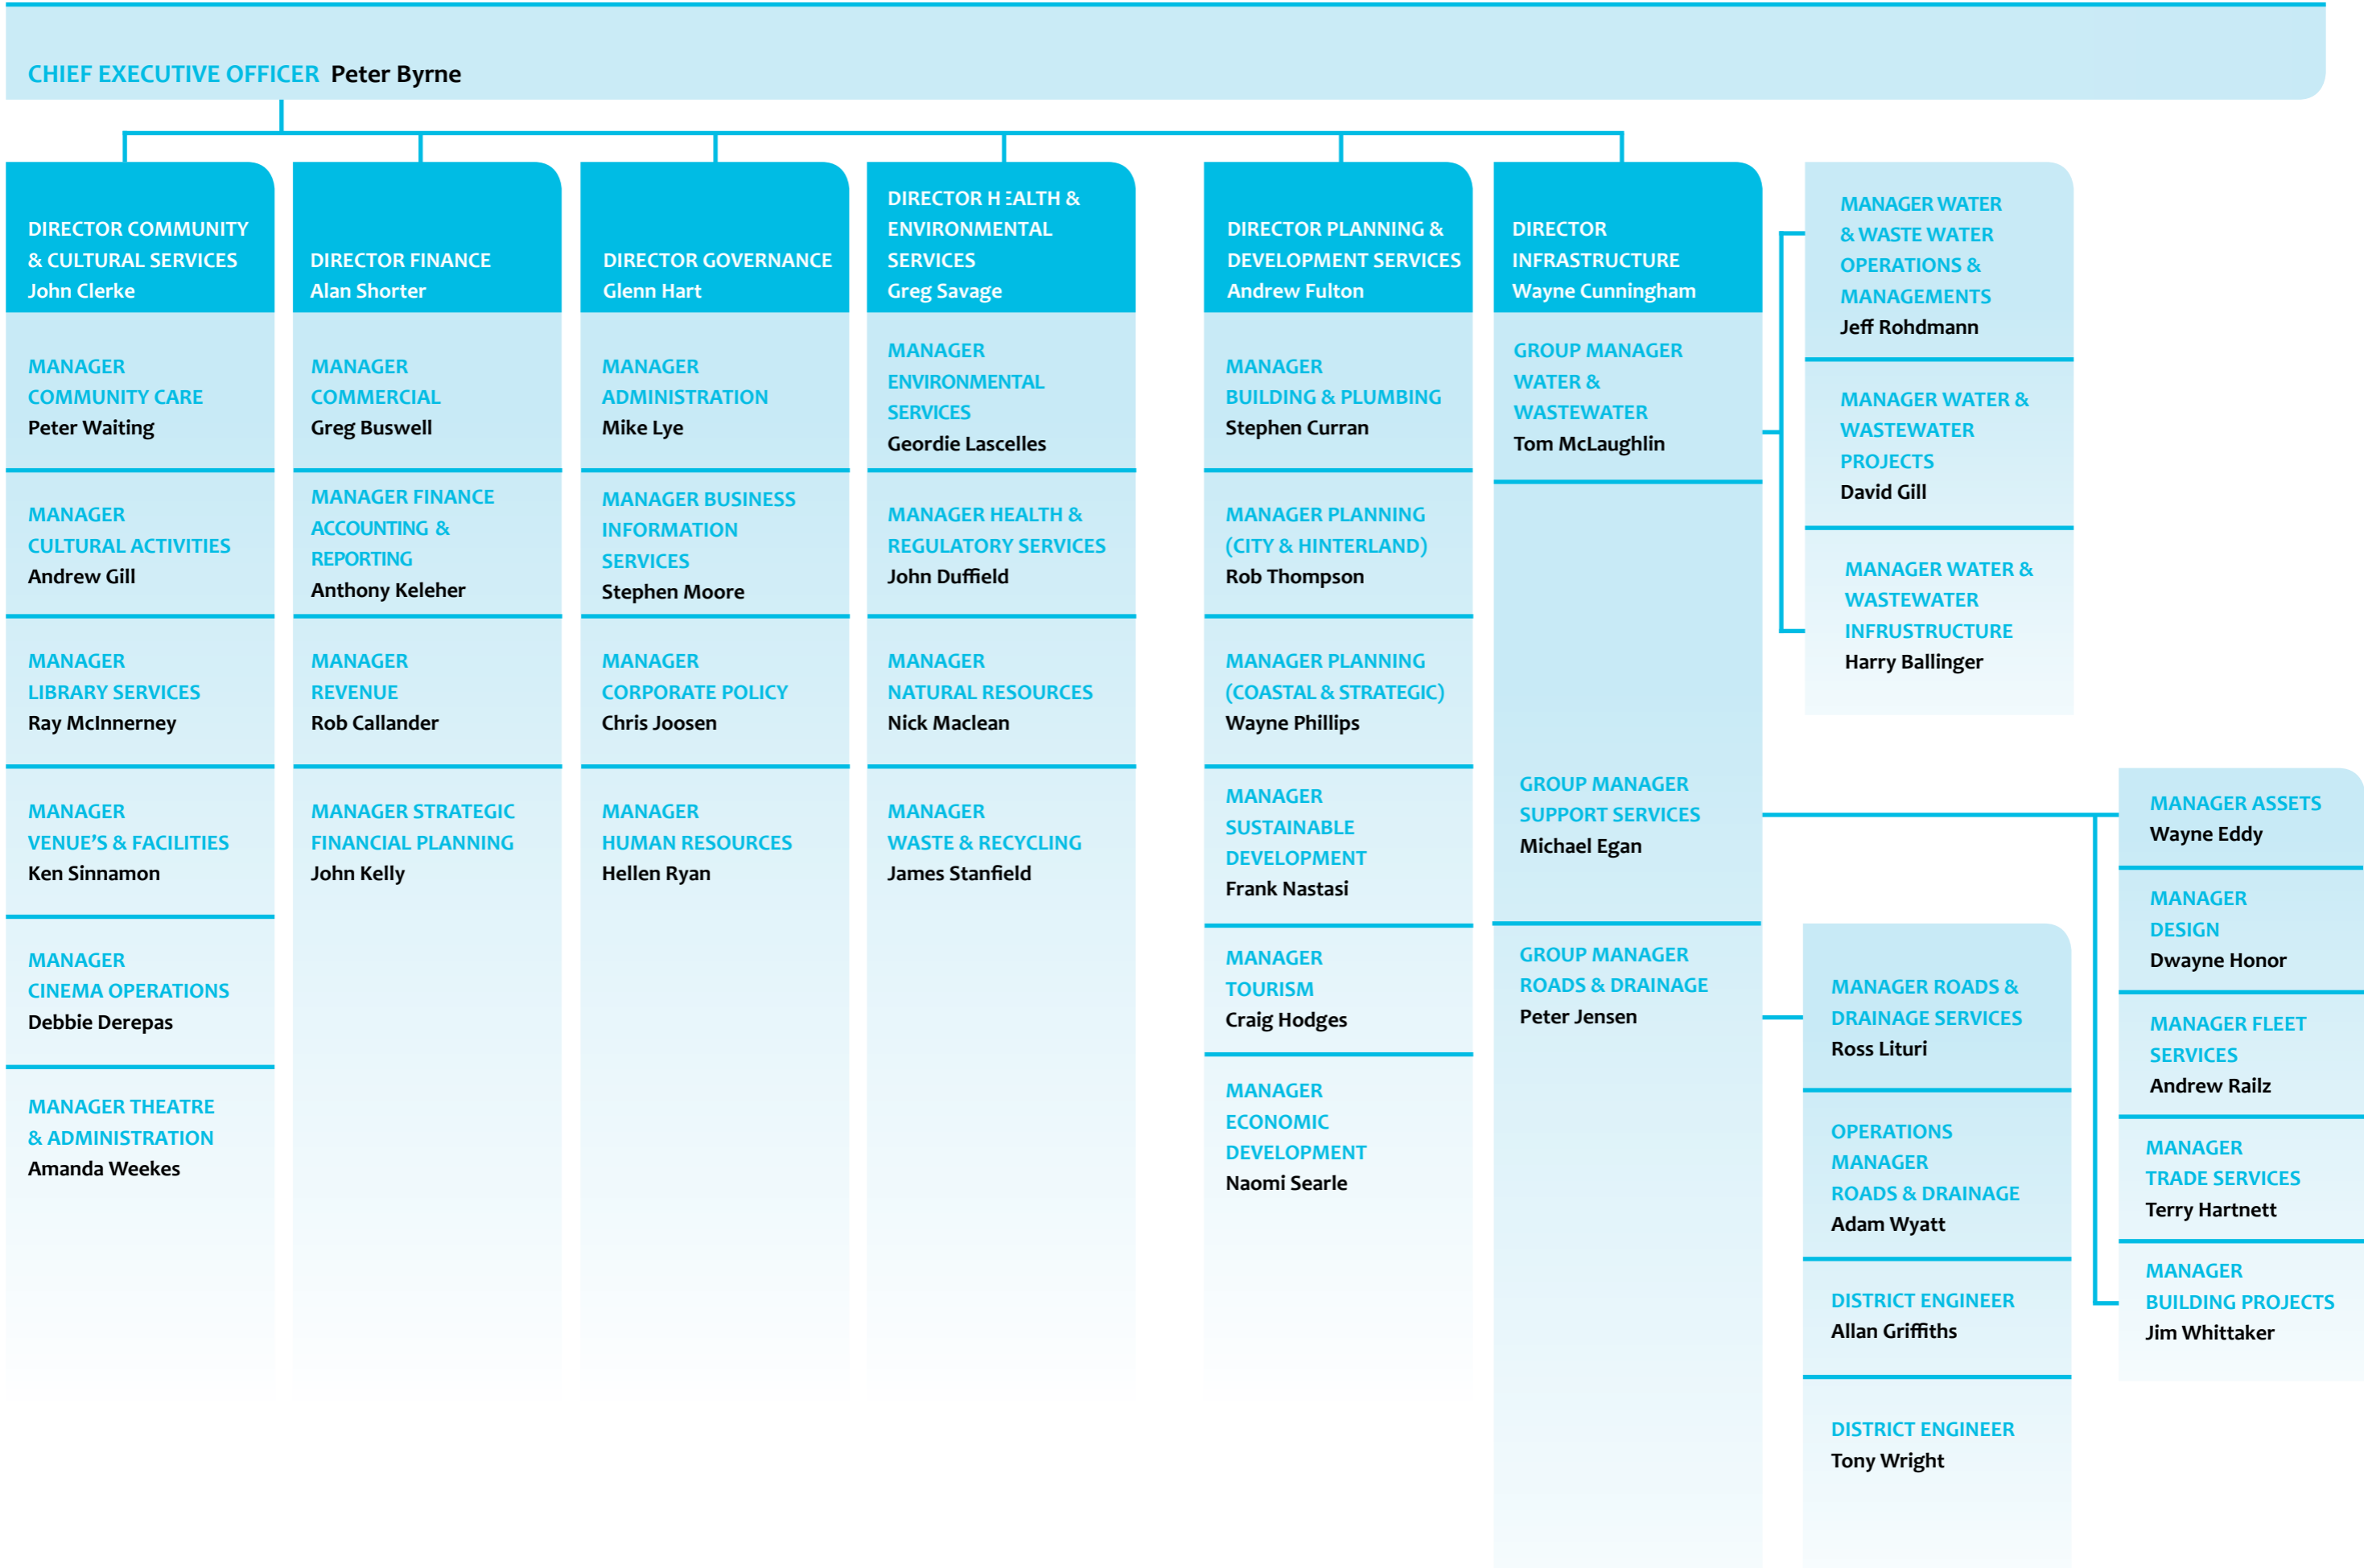 CHIEF EXECUTIVE OFFICER Peter Byrne
DIRECTOR COMMUNITY
& CULTURAL SERVICES
John Clerke
MANAGER
COMMUNITY CARE
Peter Waiting
MANAGER
CULTURAL ACTIVITIES
Andrew Gill
MANAGER
LIBRARY SERVICES
Ray McInnerney
MANAGER
VENUE'S & FACILITIES
Ken Sinnamon
MANAGER
CINEMA OPERATIONS
Debbie Derepas
MANAGER THEATRE
& ADMINISTRATION
Amanda Weekes
DIRECTOR FINANCE
Alan Shorter
MANAGER
COMMERCIAL
Greg Buswell
MANAGER FINANCE
ACCOUNTING &
REPORTING
Anthony Keleher
MANAGER
REVENUE
Rob Callander
MANAGER STRATEGIC
FINANCIAL PLANNING
John Kelly
DIRECTOR GOVERNANCE
Glenn Hart
MANAGER
ADMINISTRATION
Mike Lye
MANAGER BUSINESS
INFORMATION
SERVICES
Stephen Moore
MANAGER
CORPORATE POLICY
Chris Joosen
MANAGER
HUMAN RESOURCES
Hellen Ryan
DIRECTOR HEALTH &
ENVIRONMENTAL
SERVICES
Greg Savage
MANAGER
ENVIRONMENTAL
SERVICES
Geordie Lascelles
MANAGER HEALTH &
REGULATORY SERVICES
John Duffield
MANAGER
NATURAL RESOURCES
Nick Maclean
MANAGER
WASTE & RECYCLING
James Stanfield
DIRECTOR PLANNING &
DEVELOPMENT SERVICES
Andrew Fulton
MANAGER
BUILDING & PLUMBING
Stephen Curran
MANAGER PLANNING
(CITY & HINTERLAND)
Rob Thompson
MANAGER PLANNING
(COASTAL & STRATEGIC)
Wayne Phillips
MANAGER
SUSTAINABLE
DEVELOPMENT
Frank Nastasi
MANAGER
TOURISM
Craig Hodges
MANAGER
ECONOMIC
DEVELOPMENT
Naomi Searle
DIRECTOR
INFRASTRUCTURE
Wayne Cunningham
GROUP MANAGER
WATER &
WASTEWATER
Tom McLaughlin
GROUP MANAGER
SUPPORT SERVICES
Michael Egan
GROUP MANAGER
ROADS & DRAINAGE
Peter Jensen
MANAGER WATER
& WASTE WATER
OPERATIONS &
MANAGEMENTS
Jeff Rohdmann
MANAGER WATER &
WASTEWATER
PROJECTS
David Gill
MANAGER WATER &
WASTEWATER
INFRUSTRUCTURE
Harry Ballinger
MANAGER ROADS &
DRAINAGE SERVICES
Ross Lituri
OPERATIONS
MANAGER
ROADS & DRAINAGE
Adam Wyatt
DISTRICT ENGINEER
Allan Griffiths
DISTRICT ENGINEER
Tony Wright
MANAGER ASSETS
Wayne Eddy
MANAGER
DESIGN
Dwayne Honor
MANAGER FLEET
SERVICES
Andrew Railz
MANAGER
TRADE SERVICES
Terry Hartnett
MANAGER
BUILDING PROJECTS
Jim Whittaker